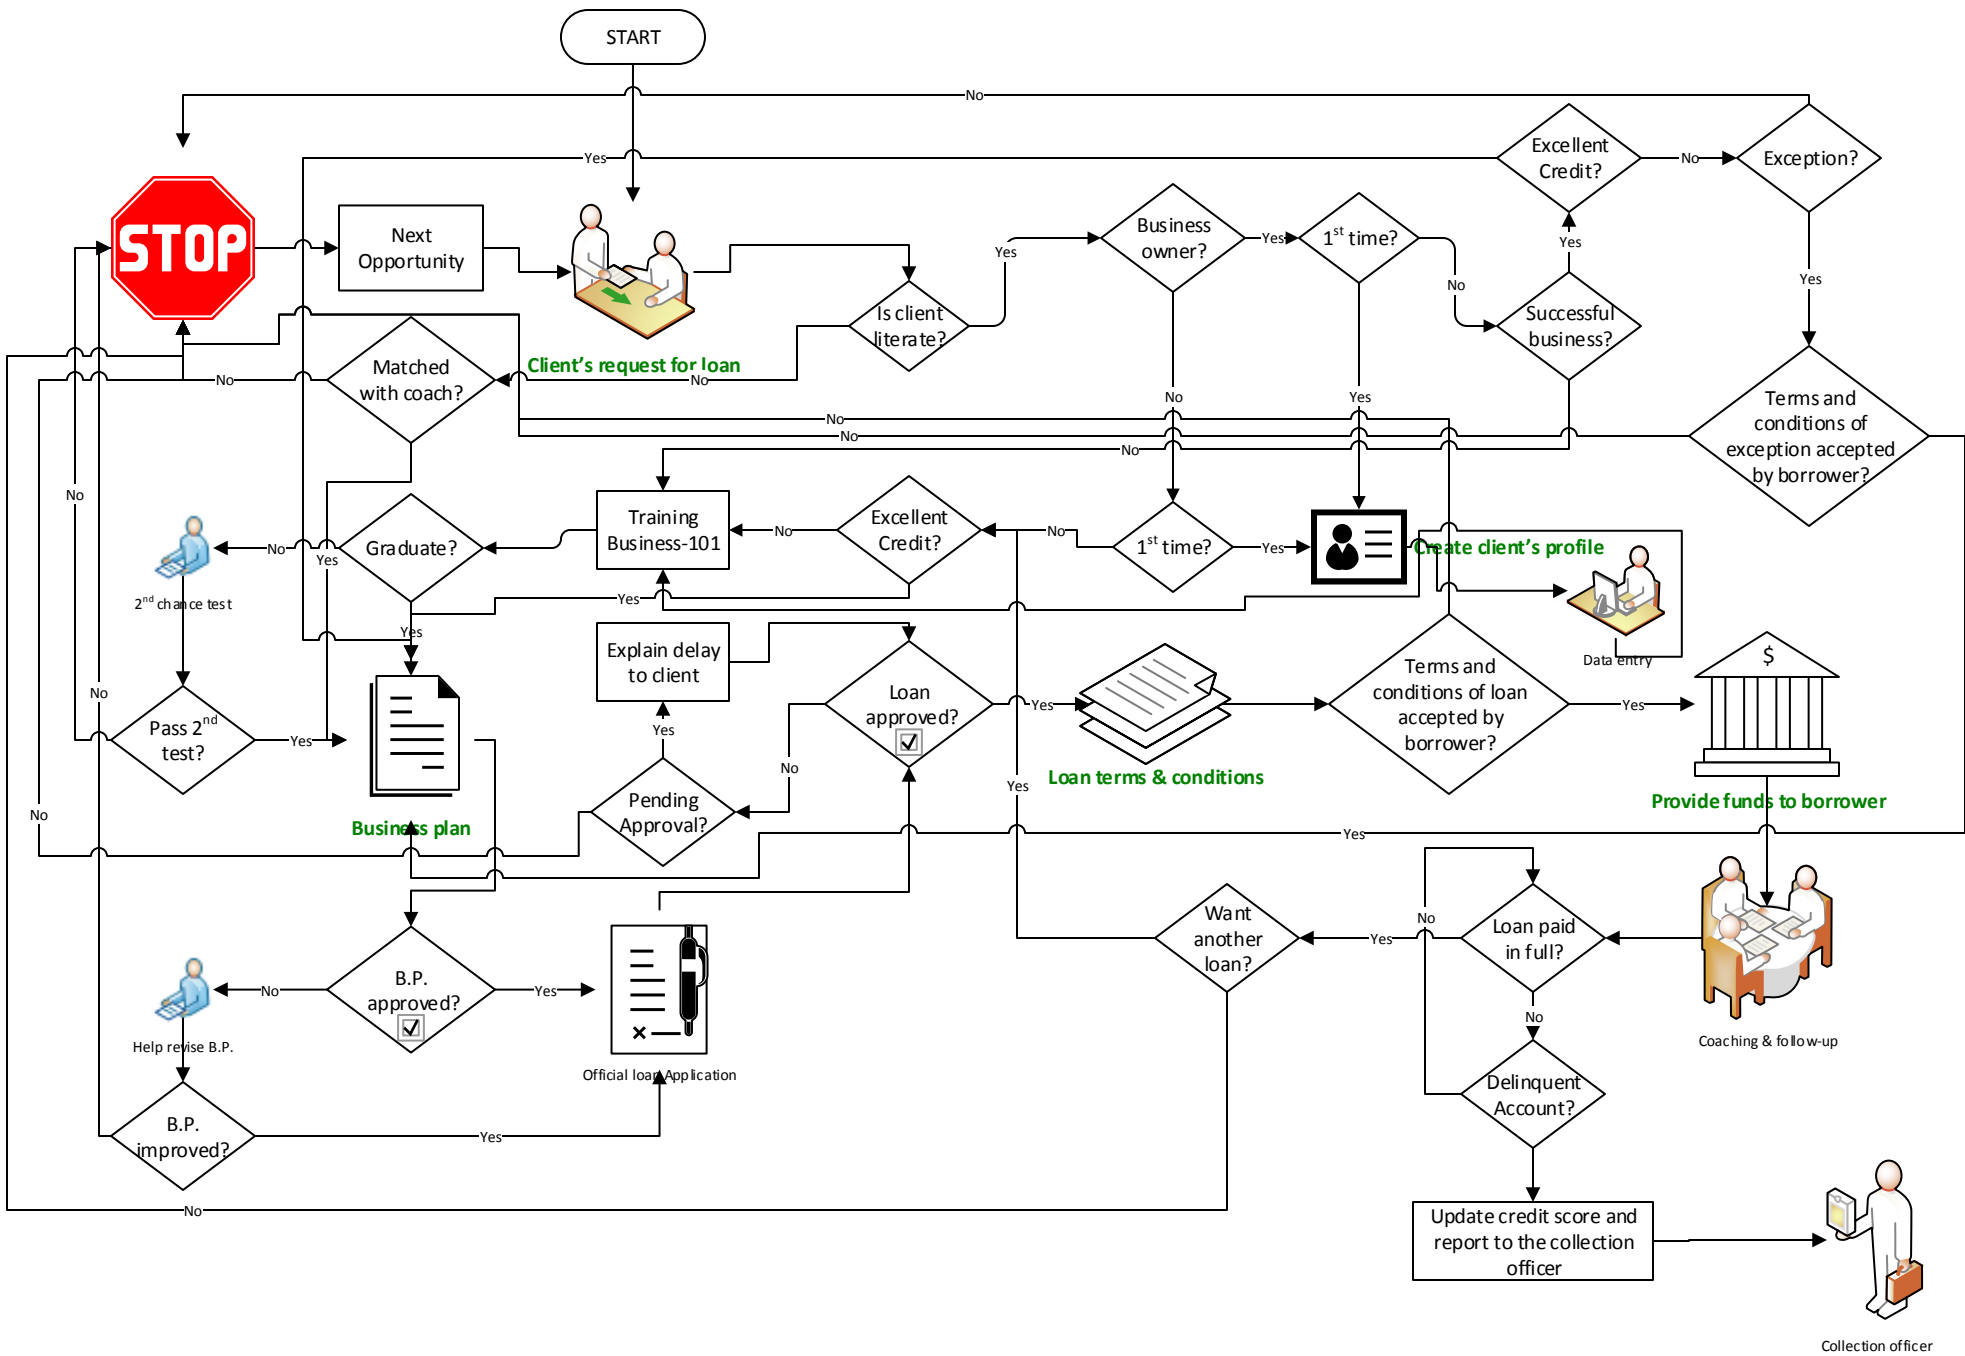 START
No
Yes
Excellent
Credit?
No
Exception?
STOP
Next
Opportunity
Client's request for loan
Is client
literate?
Yes
Business
owner?
Yes
1st time?
No
Yes
Successful
business?
Yes
Matched
with coach?
No
No
No
Yes
Terms and
conditions of
exception accepted
by borrower?
No
No
No
No
Graduate?
No
2nd chance test
Yes
Yes
Training
Business-101
No
Excellent
Credit?
Yes
No
1st time?
Yes
Create client's profile
Data entry
Explain delay
to client
Yes
Loan
approved?
Yes
No
Pending
Approval?
No
Loan terms & conditions
Terms and
conditions of loan
accepted by
borrower?
Yes
$
Provide funds to borrower
No
Pass 2nd
test?
Yes
Business plan
Yes
Yes
Want
another
loan?
Yes
Loan paid
in full?
No
No
Coaching & follow-up
Delinquent
Account?
B.P.
approved?
No
Yes
Help revise B.P.
Official loan Application
B.P.
improved?
Yes
No
Update credit score and
report to the collection
officer
Collection officer